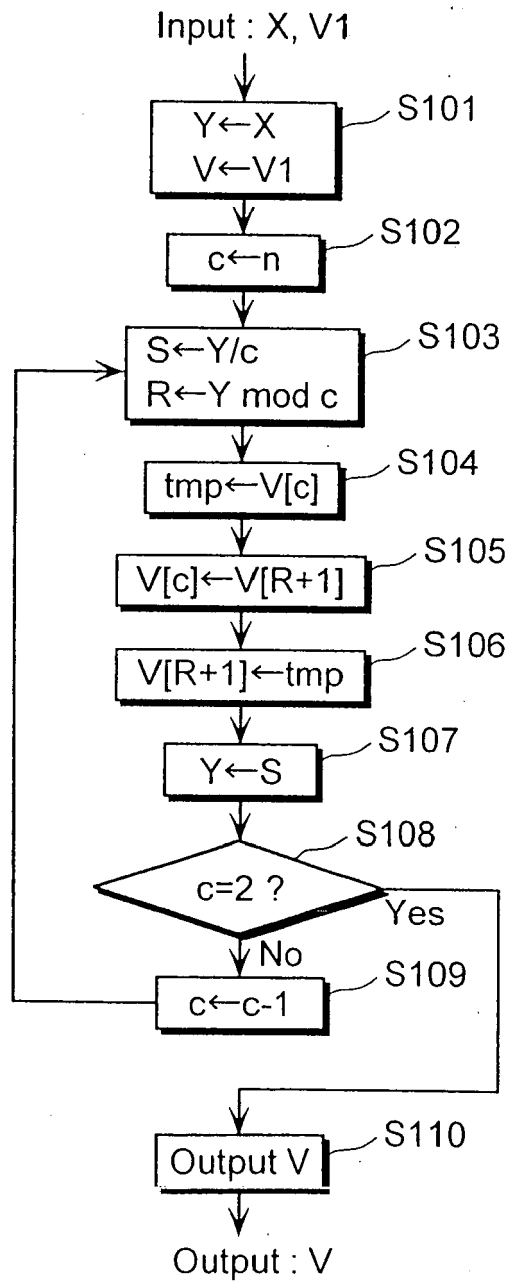 Input : X, V1
Y←X
V←V1
S101
c←n
S102
S←Y/c
R←Y mod c
S103
tmp←V[c]
S104
V[c]←V[R+1]
S105
V[R+1]←tmp
S106
Y←S
S107
c=2 ?
S108
Yes
No
c←c-1
S109
Output V
S110
Output : V